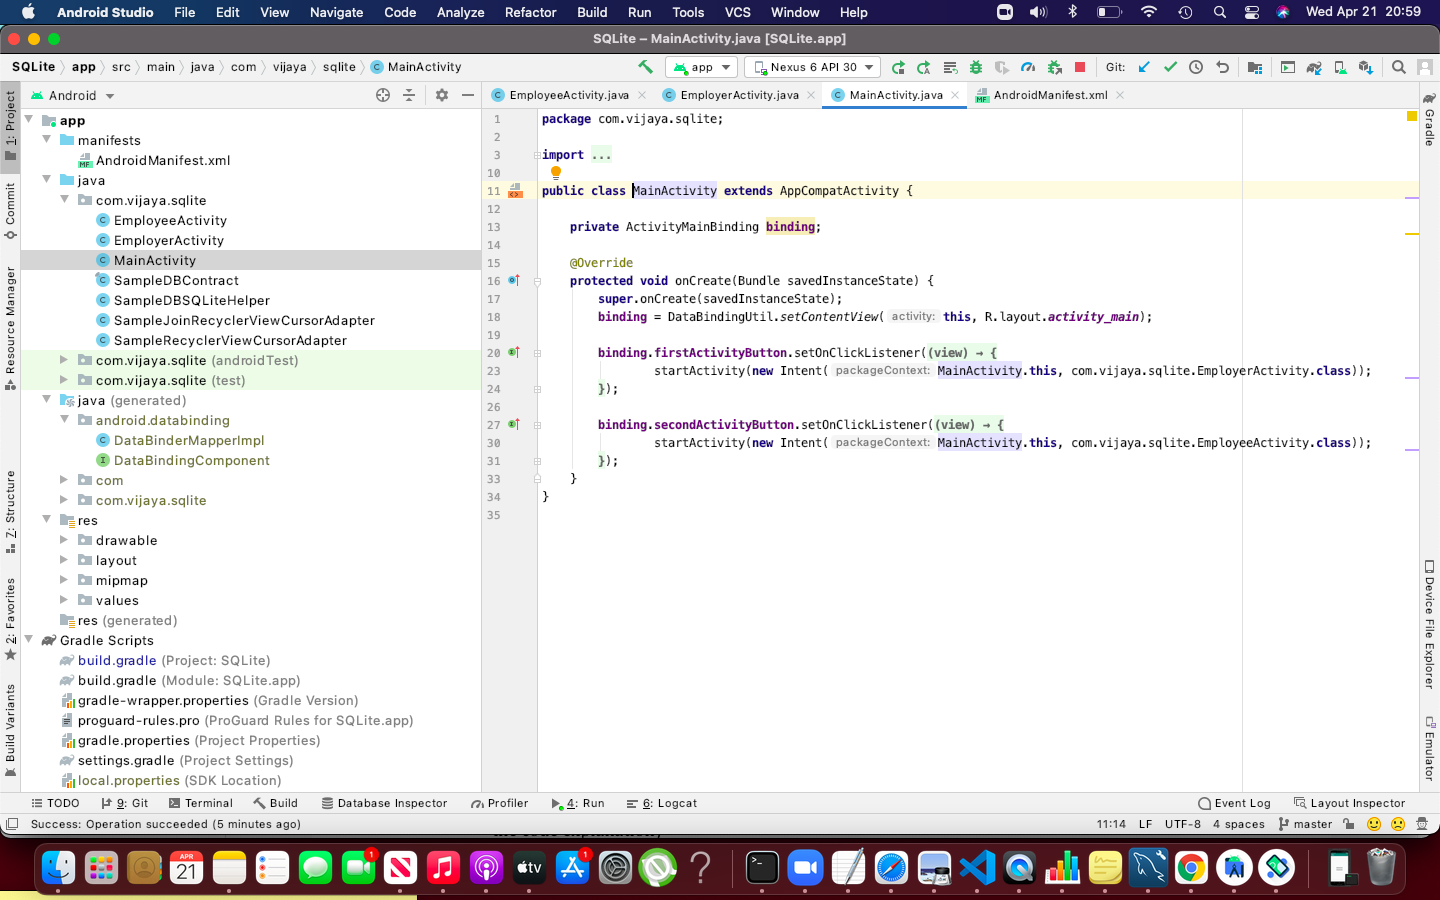 Android Studio File Edit View Navigate Code Analyze Refactor Build Run Tools VCS Window Help Wed Apr 21 20:59
SQLite – MainActivity.java [SQLite.app]
SQLite app src main java com vijaya sqlite MainActivity app Nexus 6 API 30 Git:
Android
EmployeeActivity.java EmployerActivity.java MainActivity.java AndroidManifest.xml
1: Project
Commit
Resource Manager
Z: Structure
2: Favorites
Build Variants
app
manifests
AndroidManifest.xml
java
com.vijaya.sqlite
EmployeeActivity
EmployerActivity
MainActivity
SampleDBContract
SampleDBSQLiteHelper
SampleJoinRecyclerViewCursorAdapter
SampleRecyclerViewCursorAdapter
com.vijaya.sqlite (androidTest)
com.vijaya.sqlite (test)
java (generated)
android.databinding
DataBinderMapperImpl
DataBindingComponent
com
com.vijaya.sqlite
res
drawable
layout
mipmap
values
res (generated)
Gradle Scripts
build.gradle (Project: SQLite)
build.gradle (Module: SQLite.app)
gradle-wrapper.properties (Gradle Version)
proguard-rules.pro (ProGuard Rules for SQLite.app)
gradle.properties (Project Properties)
settings.gradle (Project Settings)
local.properties (SDK Location)
1 package com.vijaya.sqlite;
2
3 import ...
10
11 public class MainActivity extends AppCompatActivity {
12
13 private ActivityMainBinding binding;
14
15 @Override
16 protected void onCreate(Bundle savedInstanceState) {
17 super.onCreate(savedInstanceState);
18 binding = DataBindingUtil.setContentView( activity: this, R.layout.activity_main);
19
20 binding.firstActivityButton.setOnClickListener((view) → {
23 startActivity(new Intent( packageContext: MainActivity.this, com.vijaya.sqlite.EmployerActivity.class));
24 });
26
27 binding.secondActivityButton.setOnClickListener((view) → {
30 startActivity(new Intent( packageContext: MainActivity.this, com.vijaya.sqlite.EmployeeActivity.class));
31 });
33 }
34 }
35
Gradle
Device File Explorer
Emulator
TODO 9: Git Terminal Build Database Inspector Profiler 4: Run 6: Logcat Event Log Layout Inspector
Success: Operation succeeded (5 minutes ago) 11:14 LF UTF-8 4 spaces master
APR
21
1
tv
1